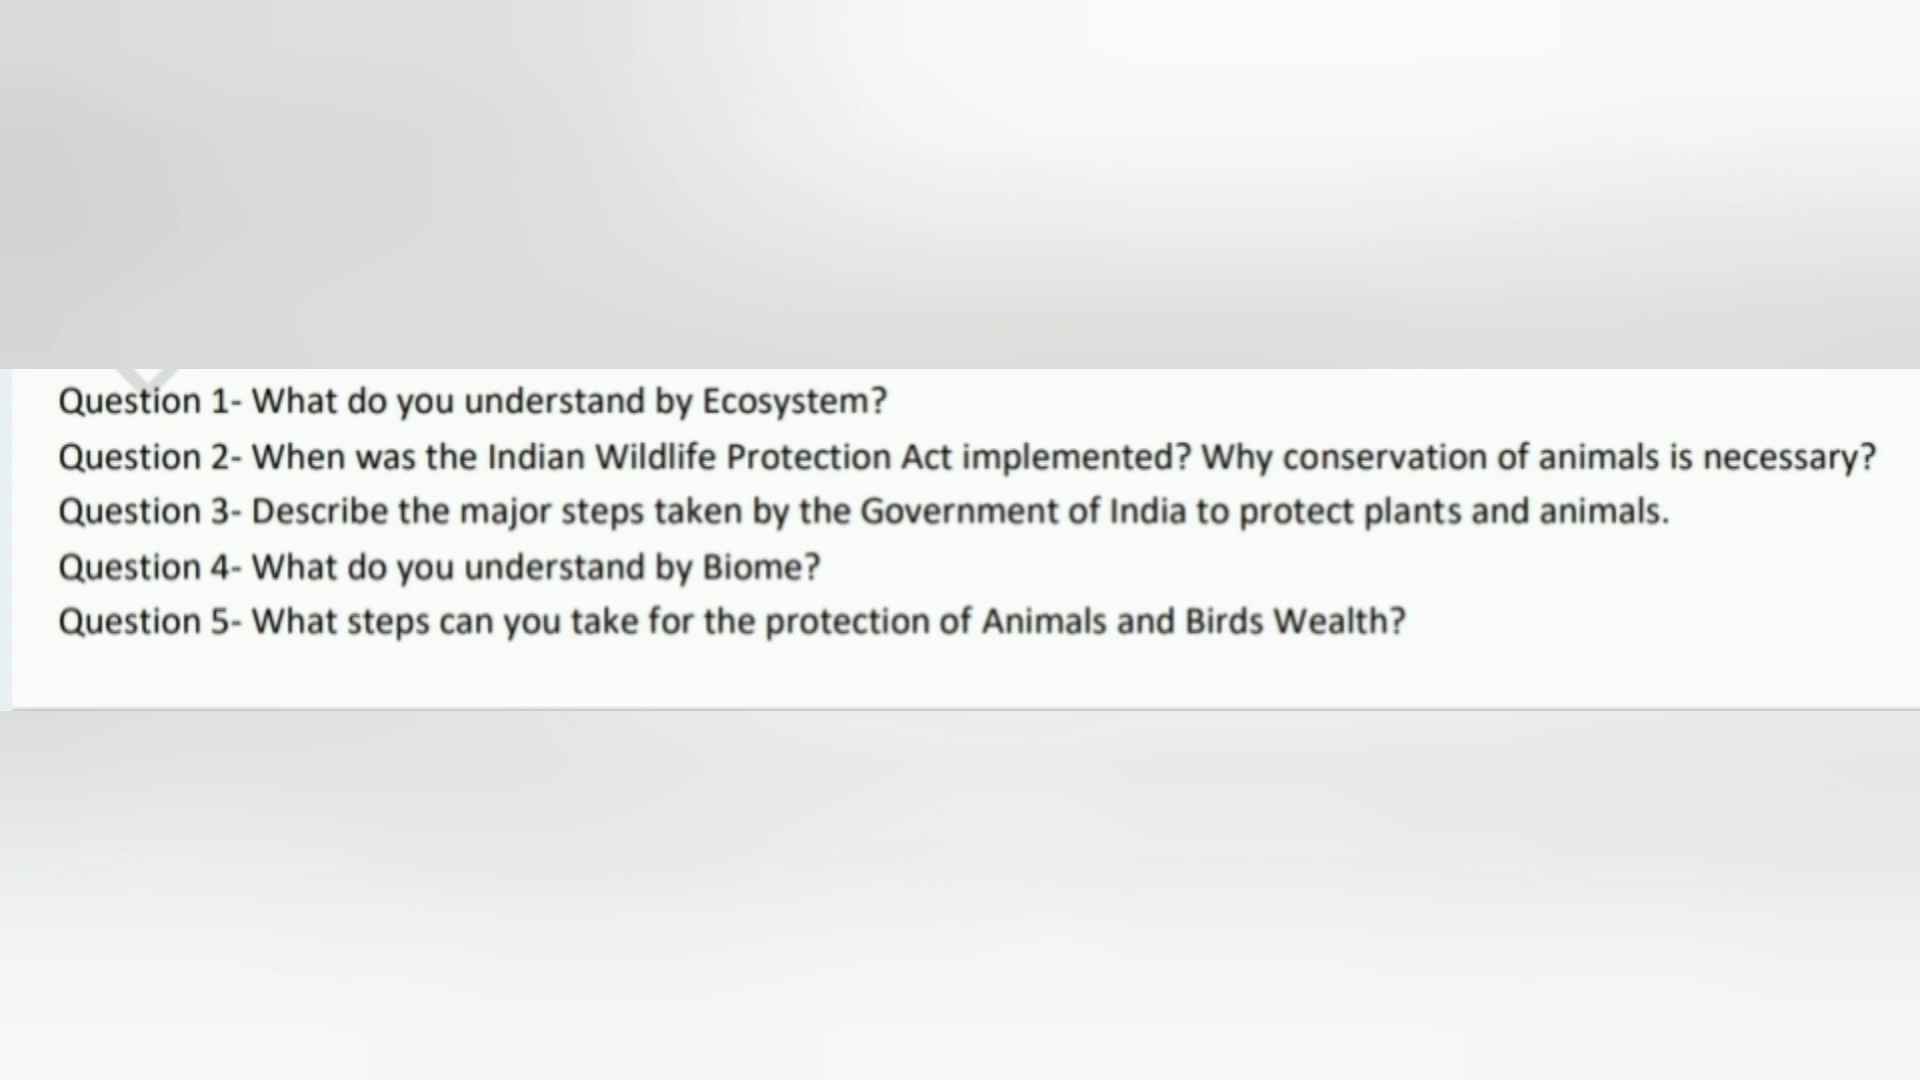 Question 1- What do you understand by Ecosystem?
Question 2- When was the Indian Wildlife Protection Act implemented? Why conservation of animals is necessary?
Question 3- Describe the major steps taken by the Government of India to protect plants and animals.
Question 4- What do you understand by Biome?
Question 5- What steps can you take for the protection of Animals and Birds Wealth?